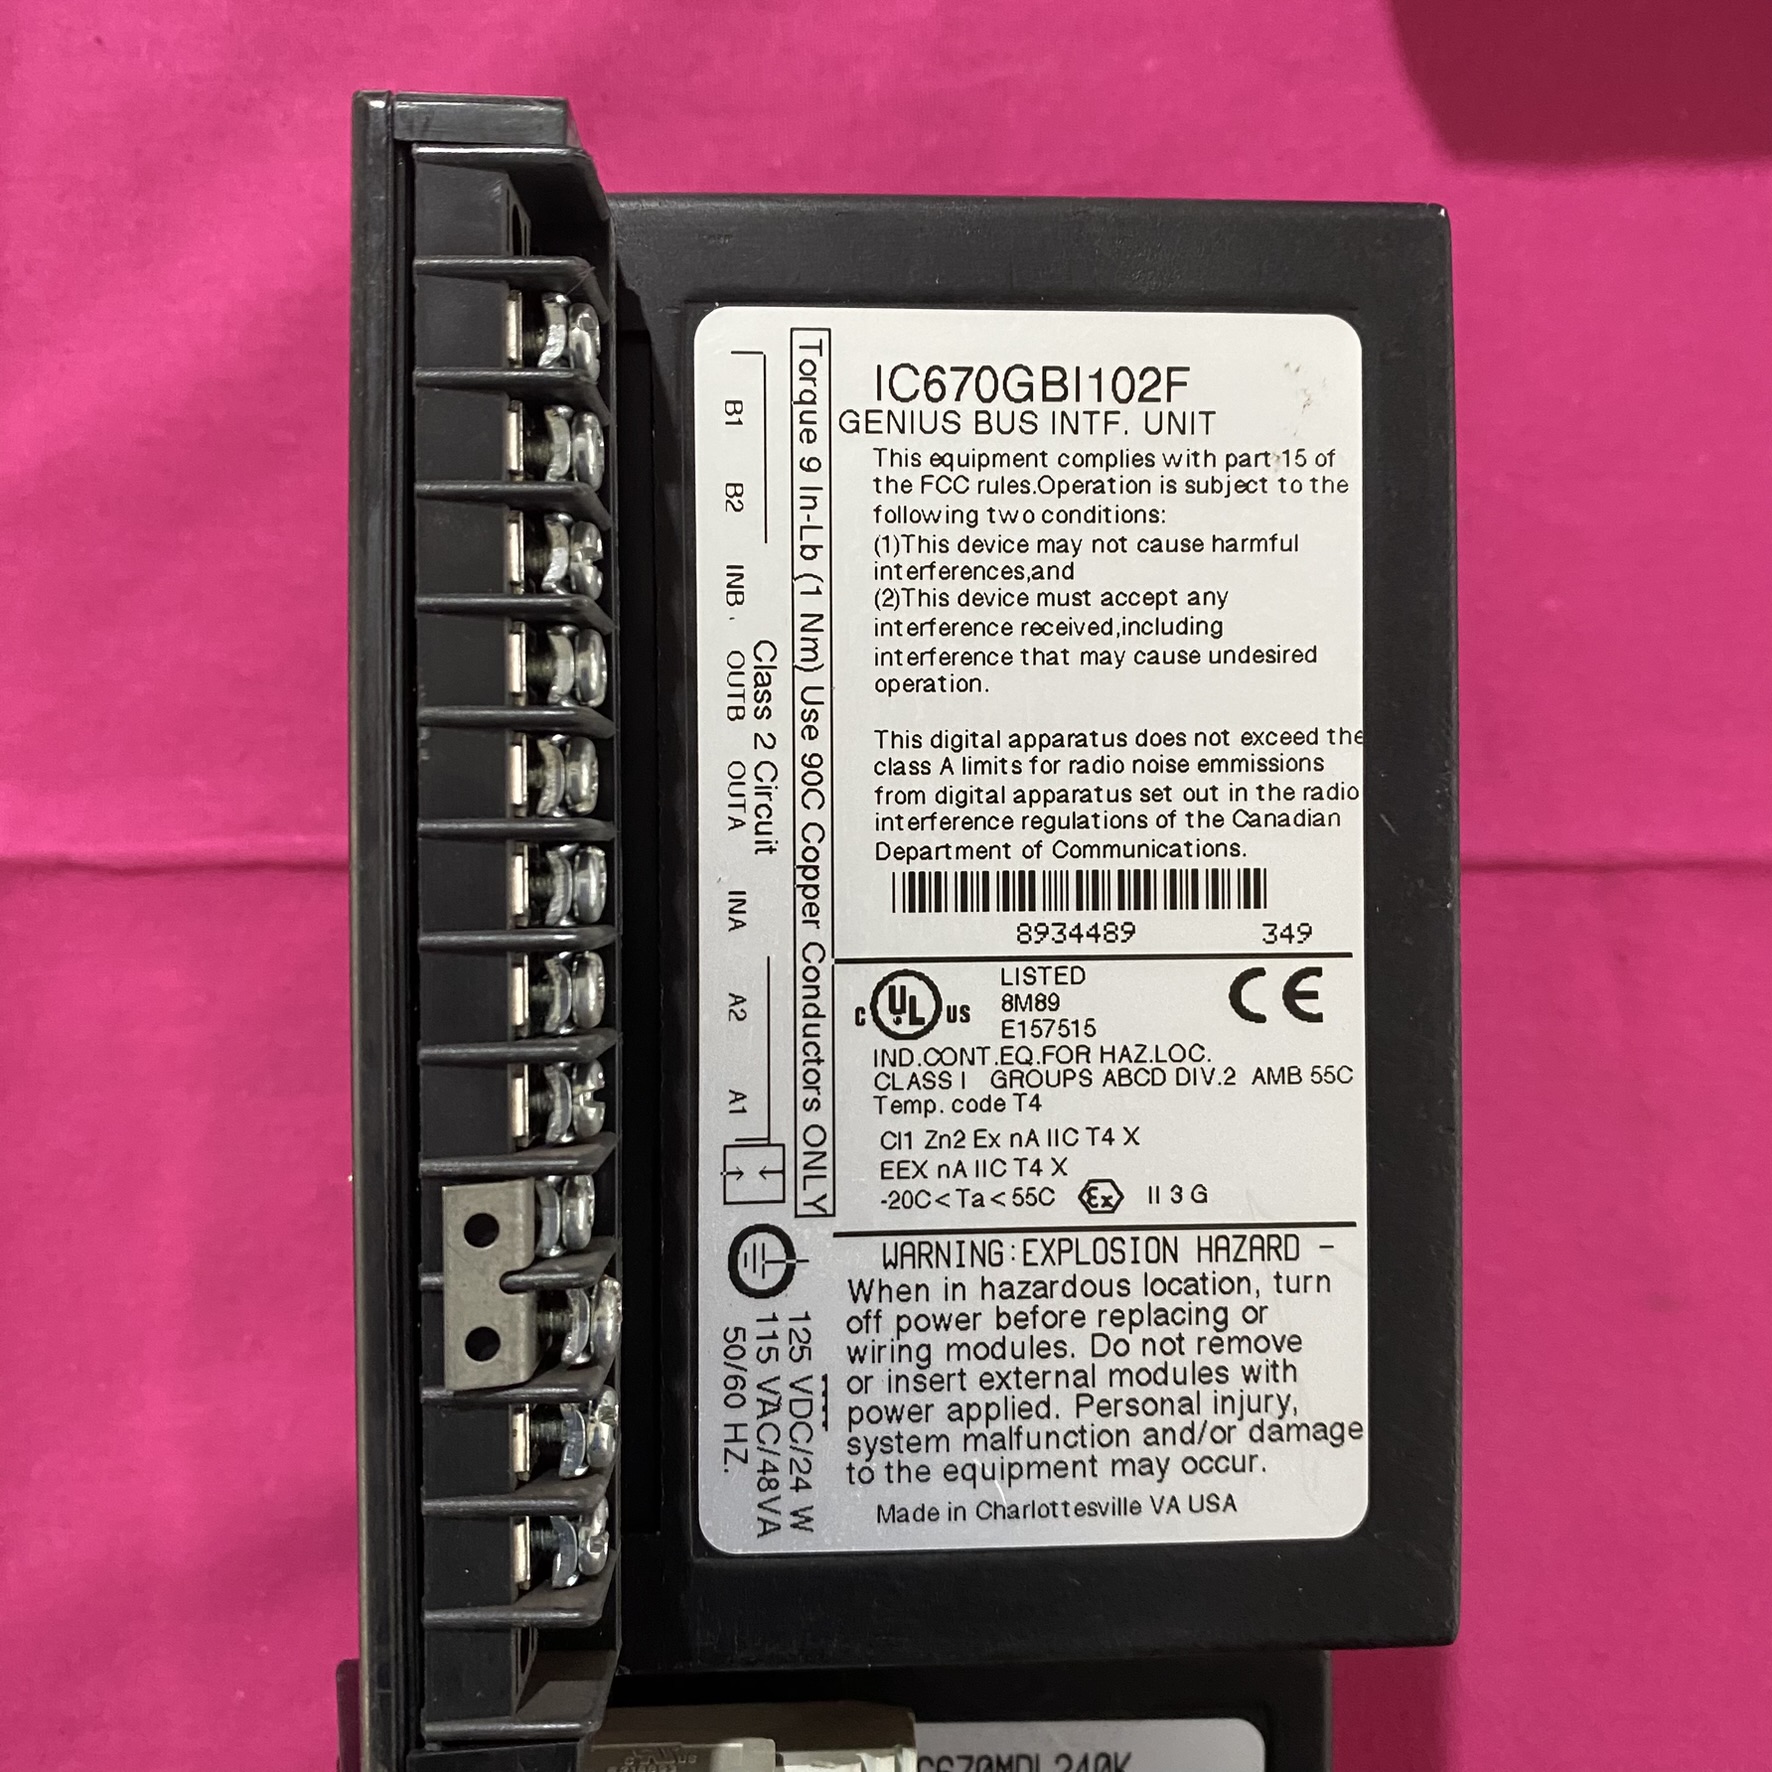 IC670GBI102F
GENIUS BUS INTF. UNIT
This equipment complies with part 15 of
the FCC rules.Operation is subject to the
following two conditions:
(1)This device may not cause harmful
interferences,and
(2)This device must accept any
interference received,including
interference that may cause undesired
operation.
This digital apparatus does not exceed the
class A limits for radio noise emmissions
from digital apparatus set out in the radio
interference regulations of the Canadian
Department of Communications.
8934489 349
C UL US
LISTED
8M89
E157515
CE
IND.CONT.EQ.FOR HAZ.LOC.
CLASS I GROUPS ABCD DIV.2 AMB 55C
Temp. code T4
Cl1 Zn2 Ex nA IIC T4 X
EEX nA IIC T4 X
-20C<Ta<55C Ex II 3 G
WARNING:EXPLOSION HAZARD -
When in hazardous location, turn
off power before replacing or
wiring modules. Do not remove
or insert external modules with
power applied. Personal injury,
system malfunction and/or damage
to the equipment may occur.
Made in Charlottesville VA USA
Torque 9 In-Lb (1 Nm) Use 90C Copper Conductors ONLY
Class 2 Circuit
B1 B2 INB OUTB OUTA INA A2 A1
125 VDC/24 W
115 VAC/48VA
50/60 HZ.
C670MDL240K